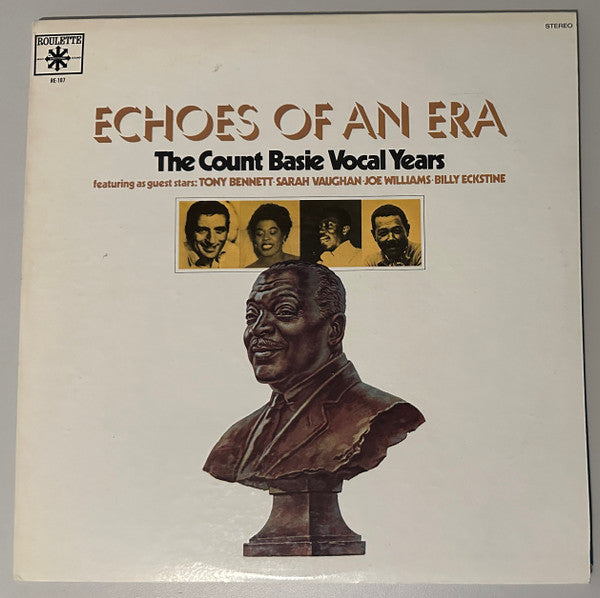 ROULETTE
RE-107
STEREO
ECHOES OF AN ERA
The Count Basie Vocal Years
featuring as guest stars: TONY BENNETT·SARAH VAUGHAN·JOE WILLIAMS·BILLY ECKSTINE